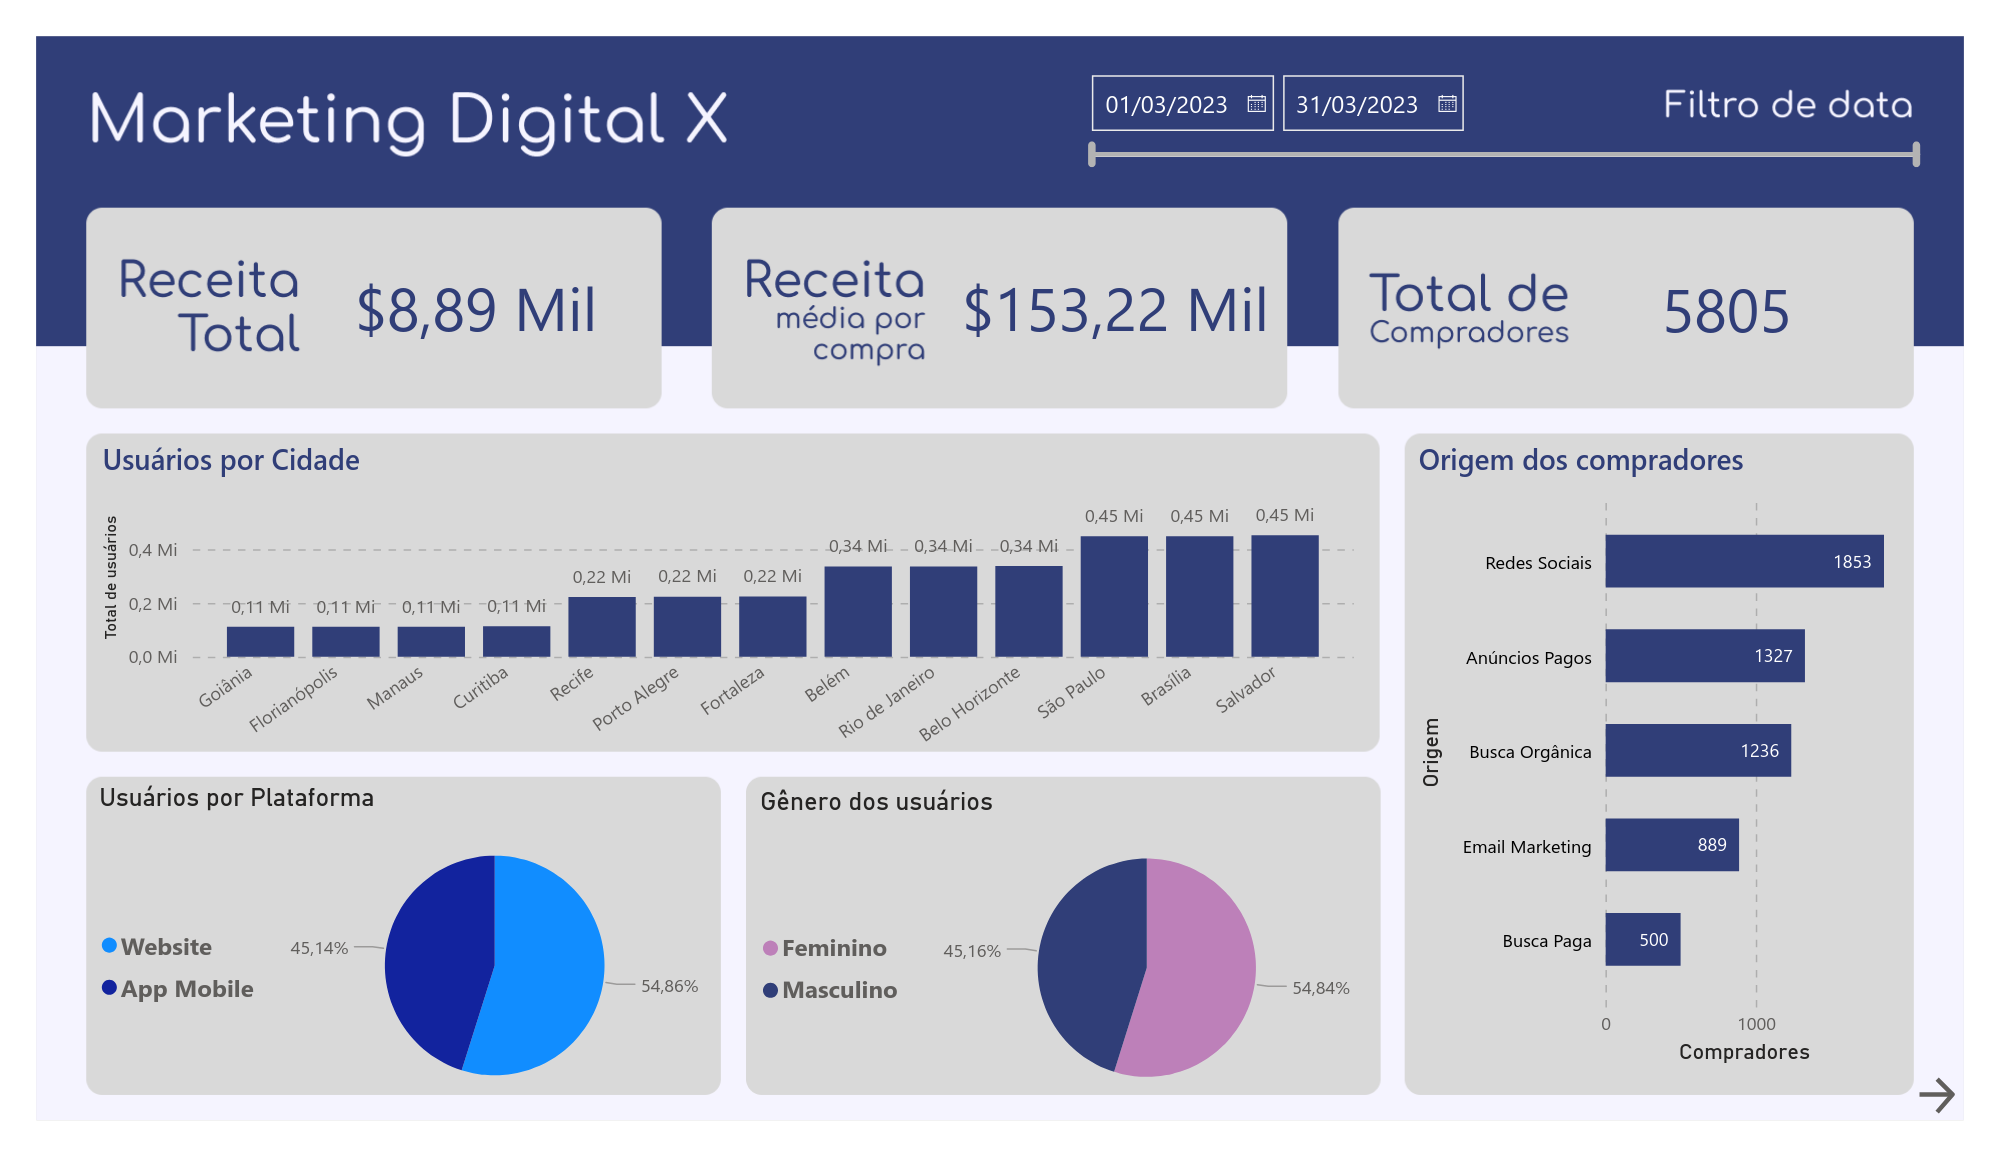 Marketing Digital X
01/03/2023
31/03/2023
Filtro de data
Receita
Total
$8,89 Mil
Receita
média por
compra
$153,22 Mil
Total de
Compradores
5805
Usuários por Cidade
Total de usuários
0,4 Mi
0,2 Mi
0,0 Mi
0,11 Mi
0,11 Mi
0,11 Mi
0,11 Mi
0,22 Mi
0,22 Mi
0,22 Mi
0,34 Mi
0,34 Mi
0,34 Mi
0,45 Mi
0,45 Mi
0,45 Mi
Goiânia
Florianópolis
Manaus
Curitiba
Recife
Porto Alegre
Fortaleza
Belém
Rio de Janeiro
Belo Horizonte
São Paulo
Brasília
Salvador
Origem dos compradores
Origem
Redes Sociais
1853
Anúncios Pagos
1327
Busca Orgânica
1236
Email Marketing
889
Busca Paga
500
0
1000
Compradores
Usuários por Plataforma
Website
App Mobile
45,14%
54,86%
Gênero dos usuários
Feminino
Masculino
45,16%
54,84%